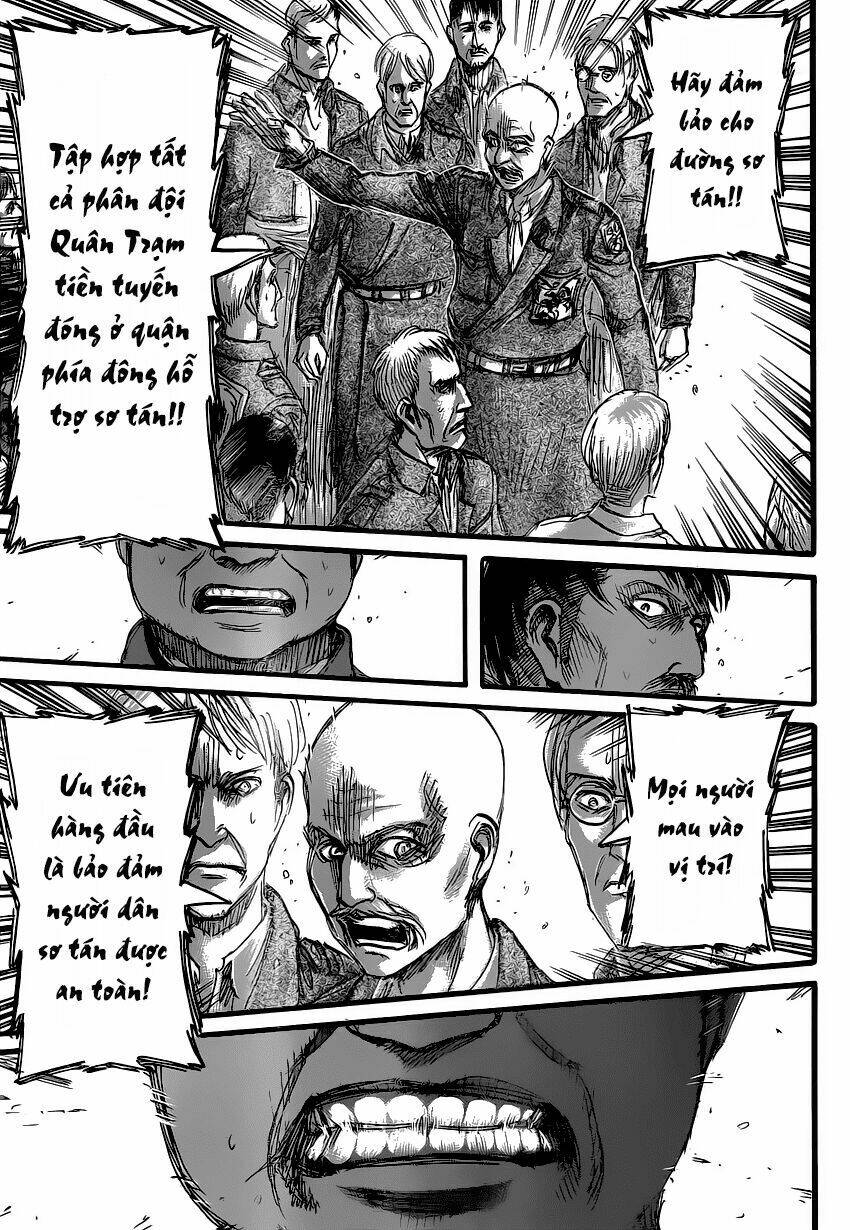 Hãy đảm
bảo cho
đường sơ
tán!!
Tập hợp tất
cả phân đội
Quân Trạm
tiền tuyến
đóng ở quận
phía đông hỗ
trợ sơ tán!!
Mọi người
mau vào
vị trí!
Ưu tiên
hàng đầu
là bảo đảm
người dân
sơ tán được
an toàn!